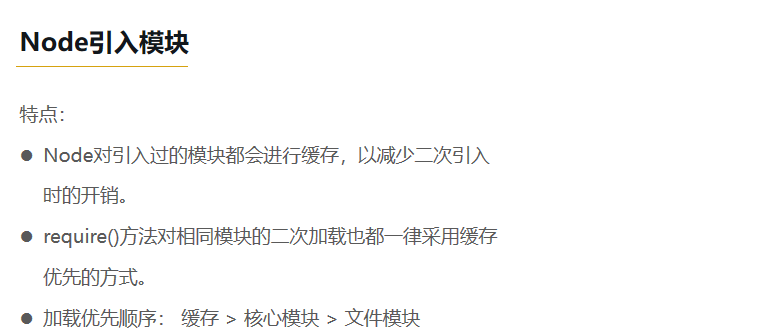 Node引入模块
特点：
● Node对引入过的模块都会进行缓存，以减少二次引入
时的开销。
● require()方法对相同模块的二次加载也都一律采用缓存
优先的方式。
● 加载优先顺序： 缓存 > 核心模块 > 文件模块